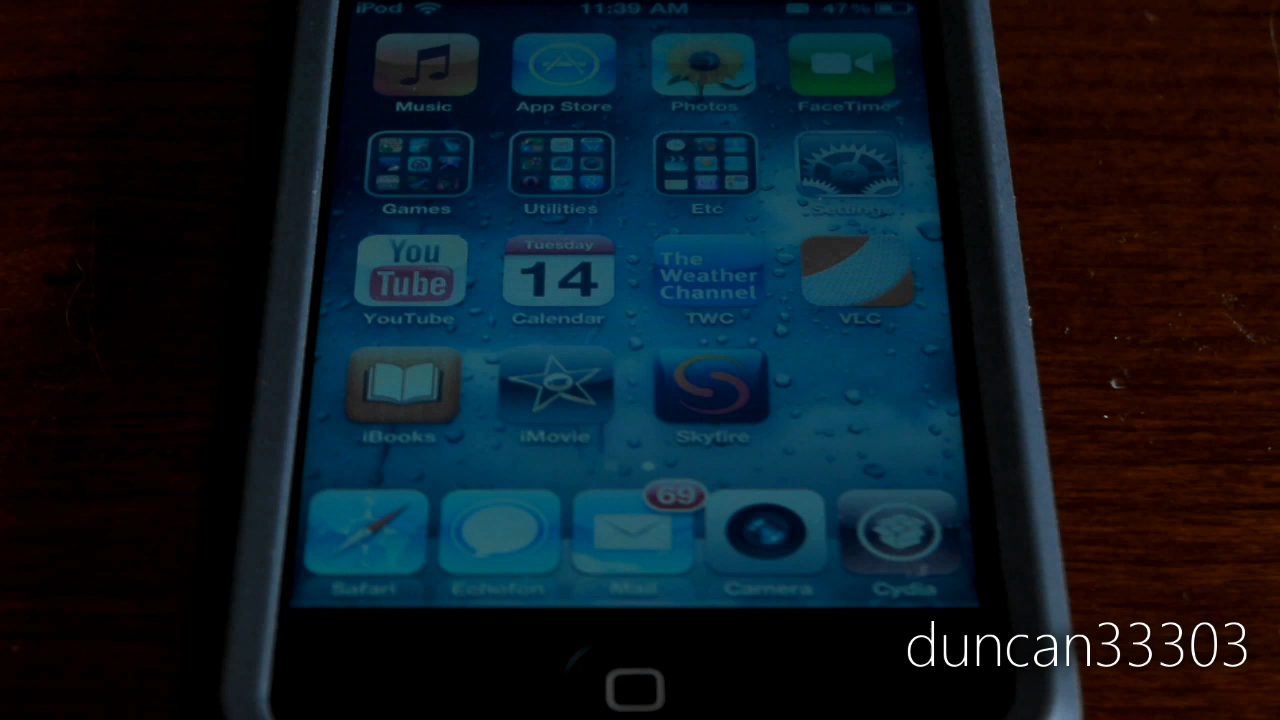 iPod 11:39 AM 47%
Music App Store Photos FaceTime
Games Utilities Etc Settings
You Tube
Tuesday
14
The Weather Channel
YouTube Calendar TWC VLC
iBooks iMovie Skyfire
69
Safari Echofon Mail Camera Cydia
duncan33303